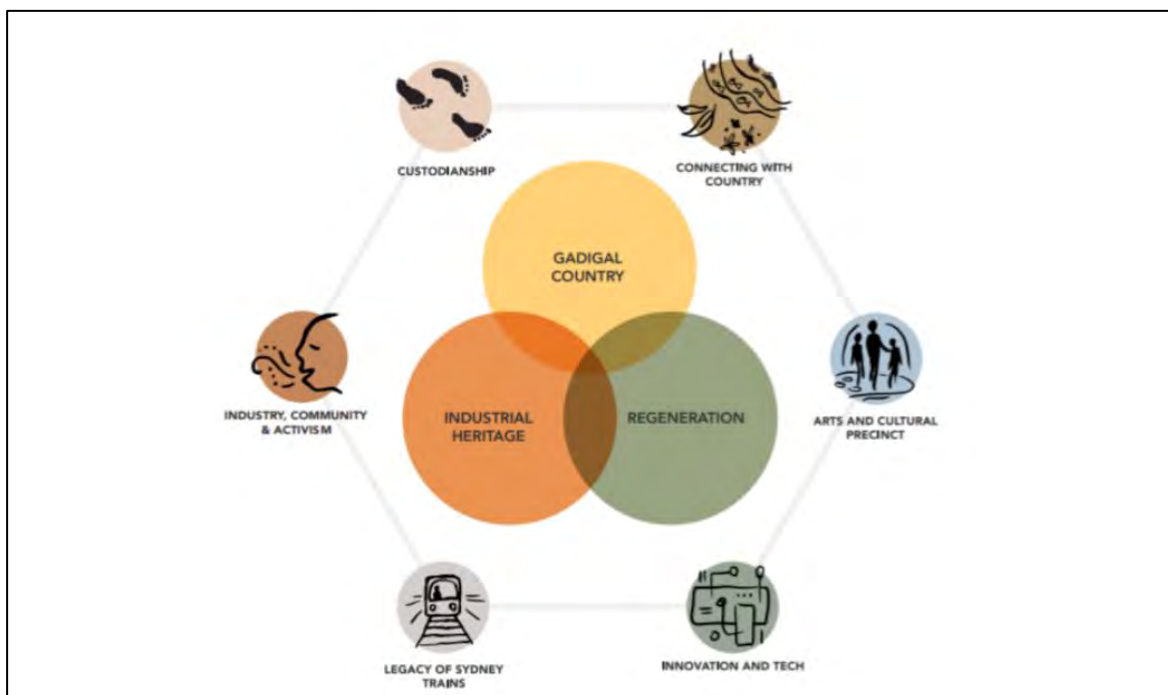 CUSTODIANSHIP
CONNECTING WITH
COUNTRY
GADIGAL
COUNTRY
INDUSTRY, COMMUNITY
& ACTIVISM
INDUSTRIAL
HERITAGE
REGENERATION
ARTS AND CULTURAL
PRECINCT
LEGACY OF SYDNEY
TRAINS
INNOVATION AND TECH